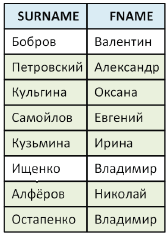 SURNAME FNAME
Бобров Валентин
Петровский Александр
Кульгина Оксана
Самойлов Евгений
Кузьмина Ирина
Ищенко Владимир
Алфёров Николай
Остапенко Владимир